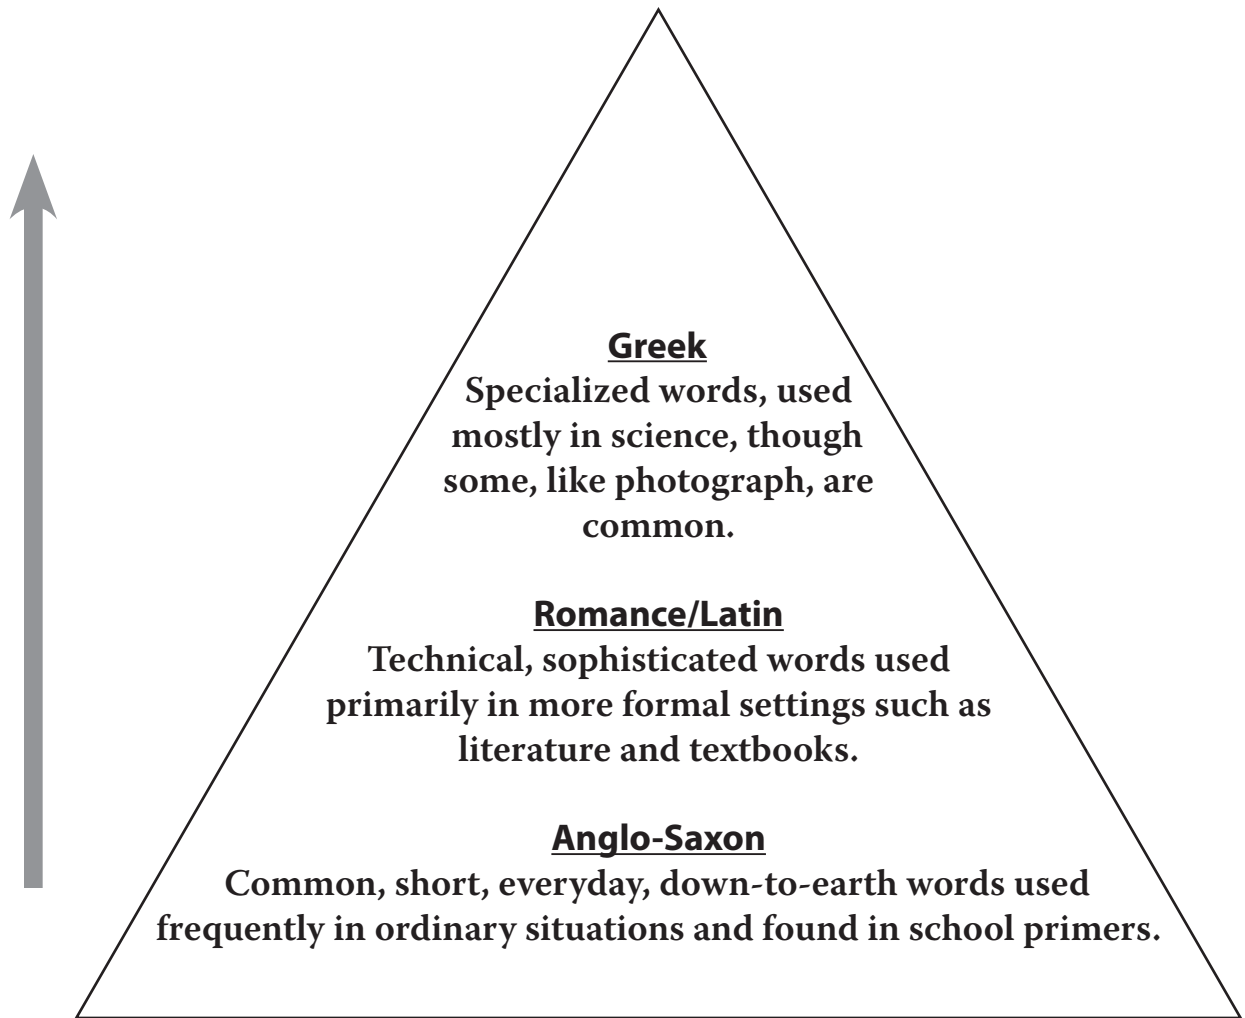 Greek
Specialized words, used
mostly in science, though
some, like photograph, are
common.
Romance/Latin
Technical, sophisticated words used
primarily in more formal settings such as
literature and textbooks.
Anglo-Saxon
Common, short, everyday, down-to-earth words used
frequently in ordinary situations and found in school primers.